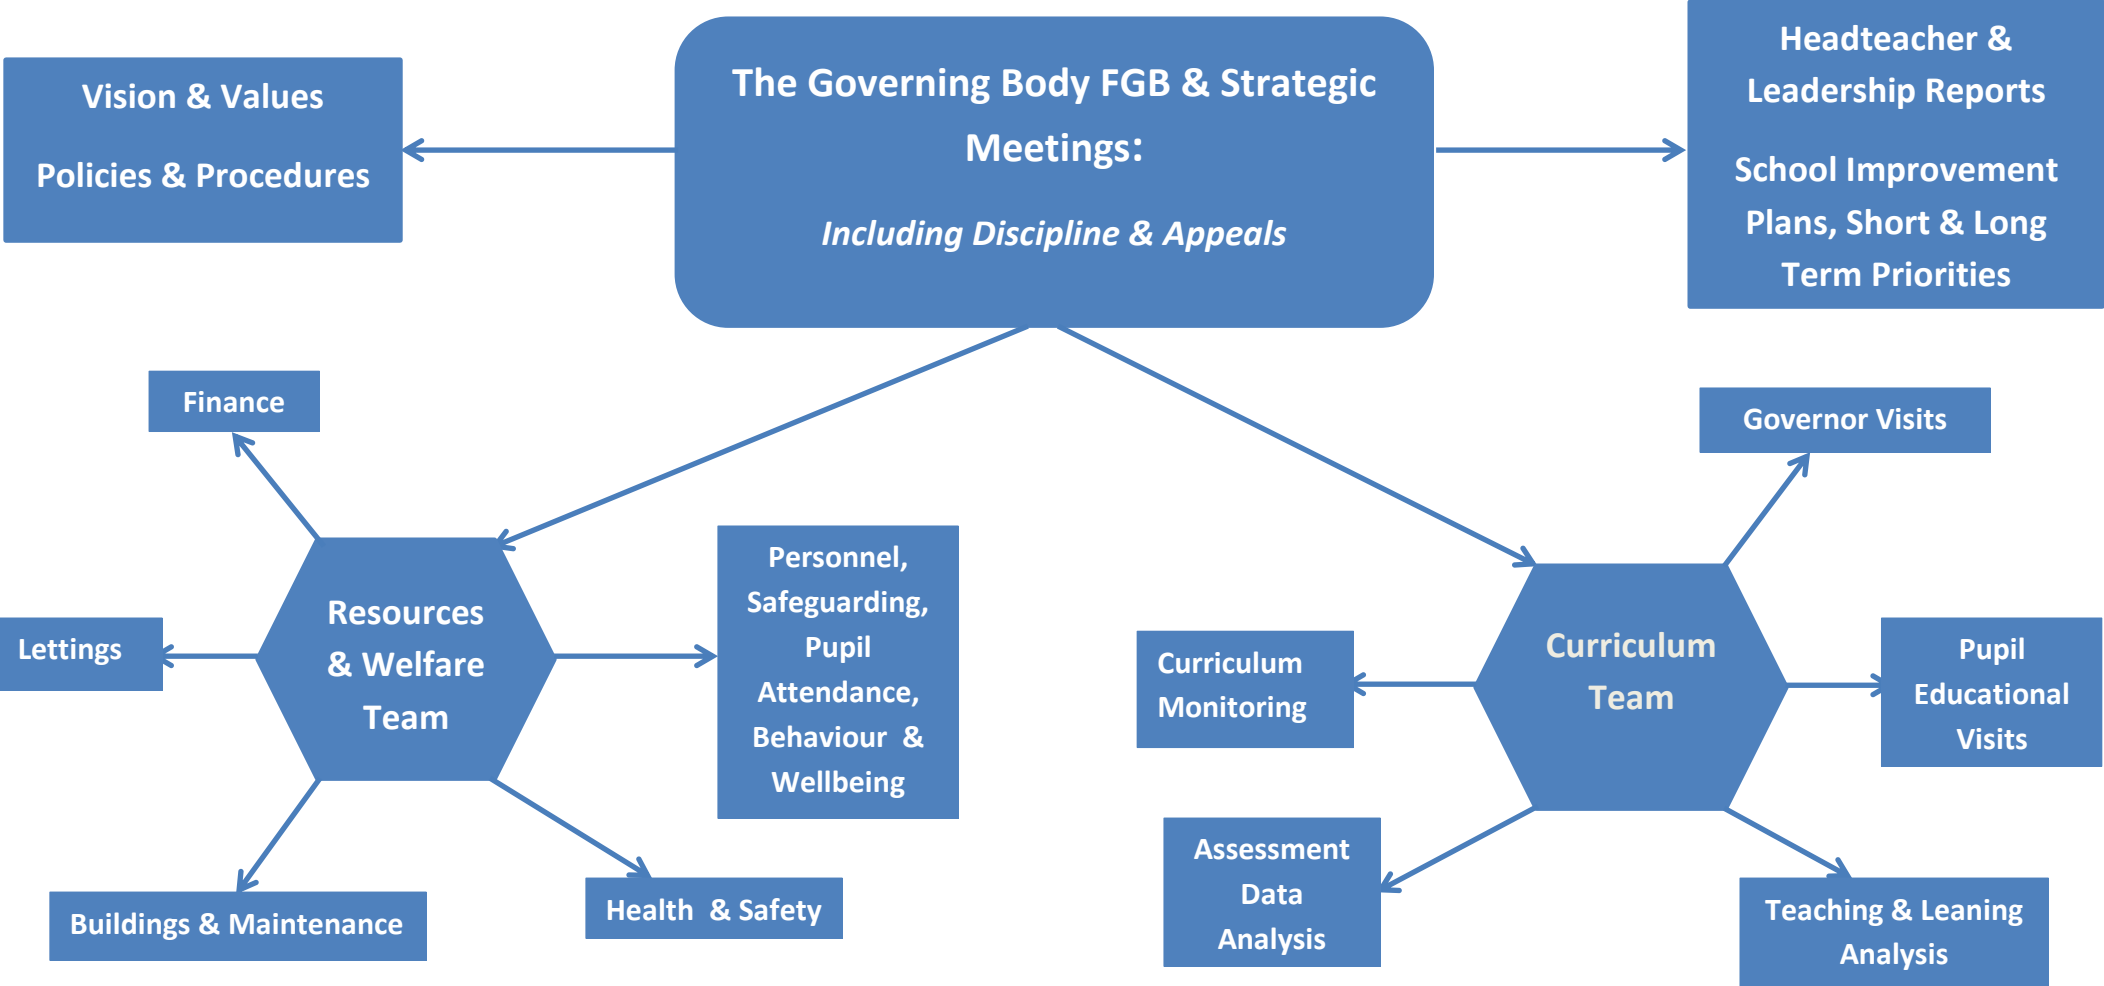 Vision & Values
Policies & Procedures
The Governing Body FGB & Strategic
Meetings:
Including Discipline & Appeals
Headteacher &
Leadership Reports
School Improvement
Plans, Short & Long
Term Priorities
Finance
Lettings
Resources
& Welfare
Team
Personnel,
Safeguarding,
Pupil
Attendance,
Behaviour & 
Wellbeing
Buildings & Maintenance
Health & Safety
Governor Visits
Curriculum
Monitoring
Curriculum
Team
Pupil
Educational
Visits
Assessment
Data
Analysis
Teaching & Leaning
Analysis